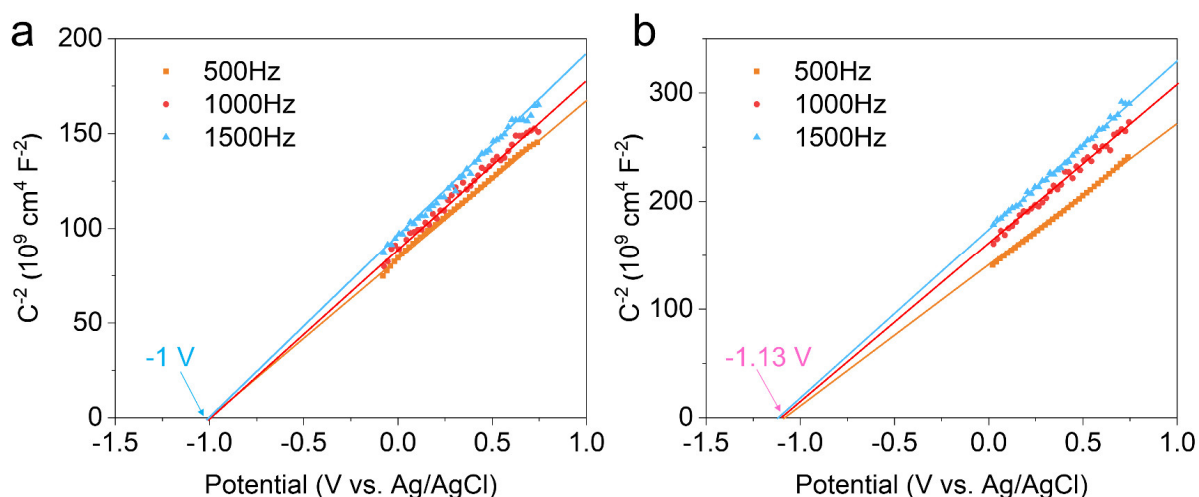 a
200
150
100
50
0
-1.5 -1.0 -0.5 0.0 0.5 1.0
C⁻² (10⁹ cm⁴ F⁻²)
Potential (V vs. Ag/AgCl)
500Hz
1000Hz
1500Hz
-1 V
b
300
200
100
0
-1.5 -1.0 -0.5 0.0 0.5 1.0
C⁻² (10⁹ cm⁴ F⁻²)
Potential (V vs. Ag/AgCl)
500Hz
1000Hz
1500Hz
-1.13 V